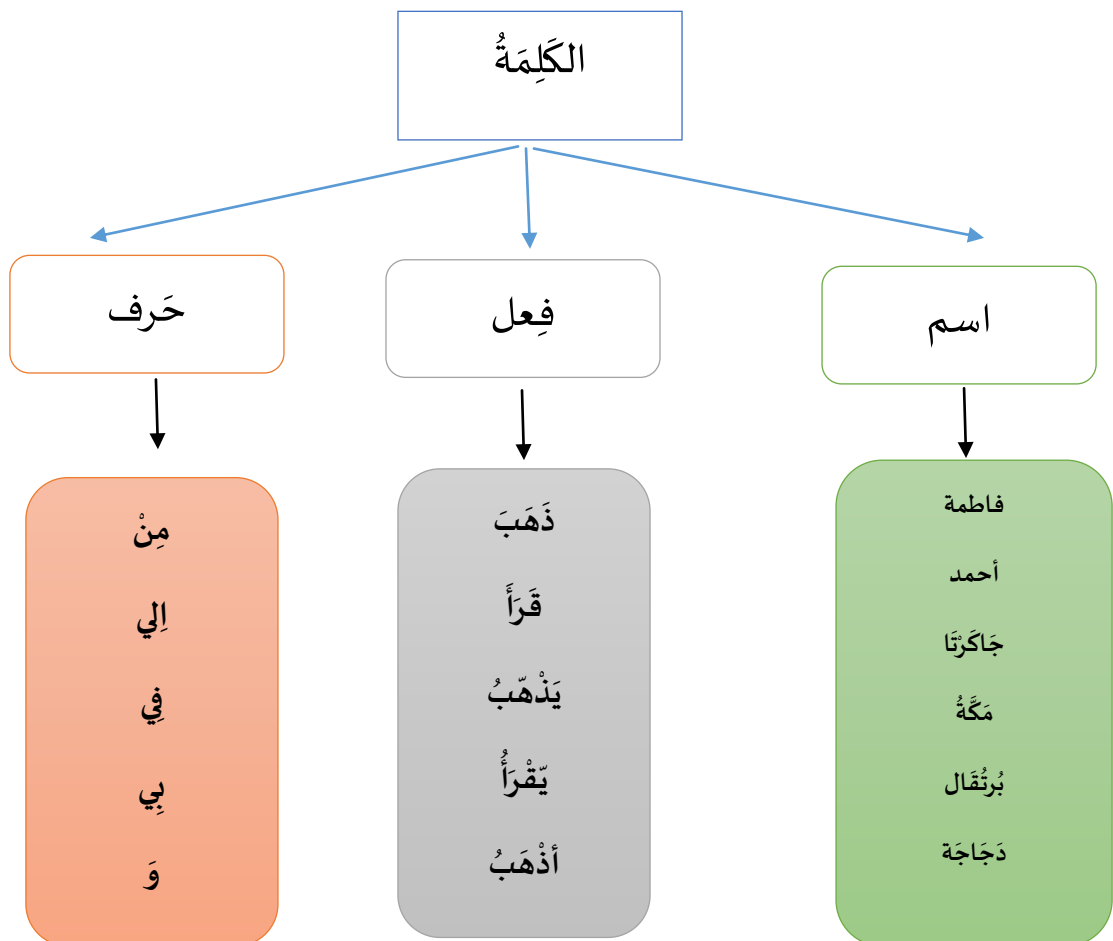 الكَلِمَةُ
اسم
فِعل
حَرف
فاطمة
أحمد
جَاكَرْتَا
مَكَّةُ
بُرتُقَال
دَجَاجَة
ذَهَبَ
قَرَأَ
يَذْهّبُ
يّقْرَأُ
أذْهَبُ
مِنْ
اِلي
فِي
بِي
وَ